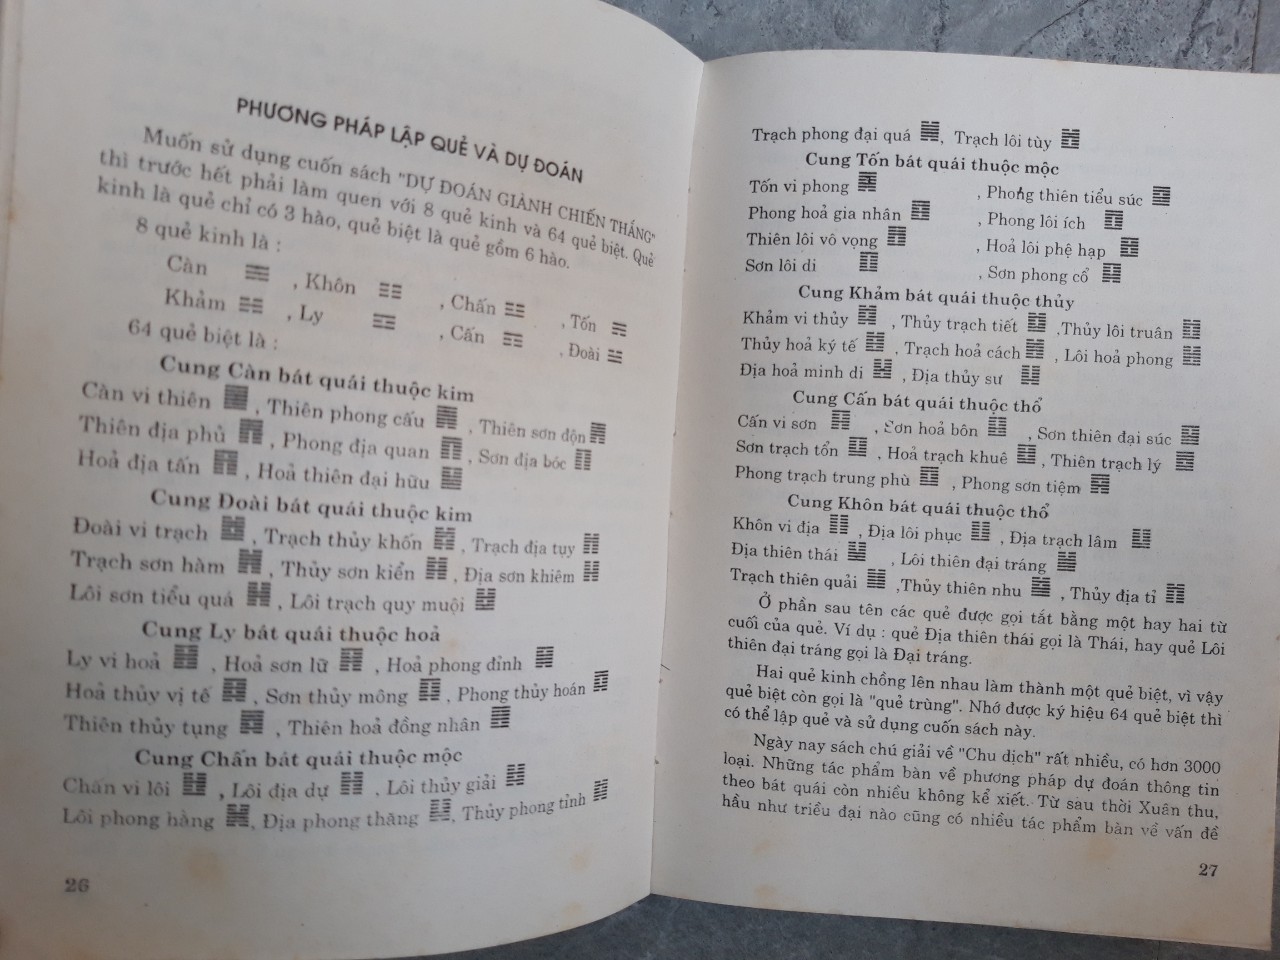 PHƯƠNG PHÁP LẬP QUẺ VÀ DỰ ĐOÁN
Muốn sử dụng cuốn sách "DỰ ĐOÁN GIÀNH CHIẾN THẮNG"
thì trước hết phải làm quen với 8 quẻ kinh và 64 quẻ biệt. Quẻ
kinh là quẻ chỉ có 3 hào, quẻ biệt là quẻ gồm 6 hào.
8 quẻ kinh là :
Càn ☰ , Khôn ☷ , Chấn ☳ , Tốn ☴
Khảm ☵ , Ly ☲ , Cấn ☶ , Đoài ☱
64 quẻ biệt là :
Cung Càn bát quái thuộc kim
Càn vi thiên , Thiên phong cấu , Thiên sơn độn
Thiên địa phủ , Phong địa quan , Sơn địa bóc
Hoả địa tấn , Hoả thiên đại hữu
Cung Đoài bát quái thuộc kim
Đoài vi trạch , Trạch thủy khốn , Trạch địa tụy
Trạch sơn hàm , Thủy sơn kiển , Địa sơn khiêm
Lôi sơn tiểu quá , Lôi trạch quy muội
Cung Ly bát quái thuộc hoả
Ly vi hoả , Hoả sơn lữ , Hoả phong đỉnh
Hoả thủy vị tế , Sơn thủy mông , Phong thủy hoán
Thiên thủy tụng , Thiên hoả đồng nhân
Cung Chấn bát quái thuộc mộc
Chấn vi lôi , Lôi địa dự . Lôi thủy giải
Lôi phong hằng , Địa phong thăng , Thủy phong tỉnh
26
Trạch phong đại quá , Trạch lôi tùy
Cung Tốn bát quái thuộc mộc
Tốn vi phong , Phong thiên tiểu súc
Phong hoả gia nhân , Phong lôi ích
Thiên lôi vô vọng , Hoả lôi phệ hạp
Sơn lôi di , Sơn phong cổ
Cung Khảm bát quái thuộc thủy
Khảm vi thủy , Thủy trạch tiết .Thủy lôi truân
Thủy hoả ký tế , Trạch hoả cách , Lôi hoả phong
Địa hoả minh di , Địa thủy sư
Cung Cấn bát quái thuộc thổ
Cấn vi sơn , Sơn hoả bôn , Sơn thiên đại súc
Sơn trạch tổn , Hoả trạch khuê , Thiên trạch lý
Phong trạch trung phù , Phong sơn tiệm
Cung Khôn bát quái thuộc thổ
Khôn vi địa , Địa lôi phục , Địa trạch lâm
Địa thiên thái , Lôi thiên đại tráng
Trạch thiên quải ,Thủy thiên nhu , Thủy địa tỉ
Ở phần sau tên các quẻ được gọi tắt bằng một hay hai từ
cuối của quẻ. Ví dụ : quẻ Địa thiên thái gọi là Thái, hay quẻ Lôi
thiên đại tráng gọi là Đại tráng.
Hai quẻ kinh chồng lên nhau làm thành một quẻ biệt, vì vậy
quẻ biệt còn gọi là "quẻ trùng". Nhớ được ký hiệu 64 quẻ biệt thì
có thể lập quẻ và sử dụng cuốn sách này.
Ngày nay sách chú giải về "Chu dịch" rất nhiều, có hơn 3000
loại. Những tác phẩm bàn về phương pháp dự đoán thông tin
theo bát quái còn nhiều không kể xiết. Từ sau thời Xuân thu,
hầu như triều đại nào cũng có nhiều tác phẩm bàn về vấn đề
27